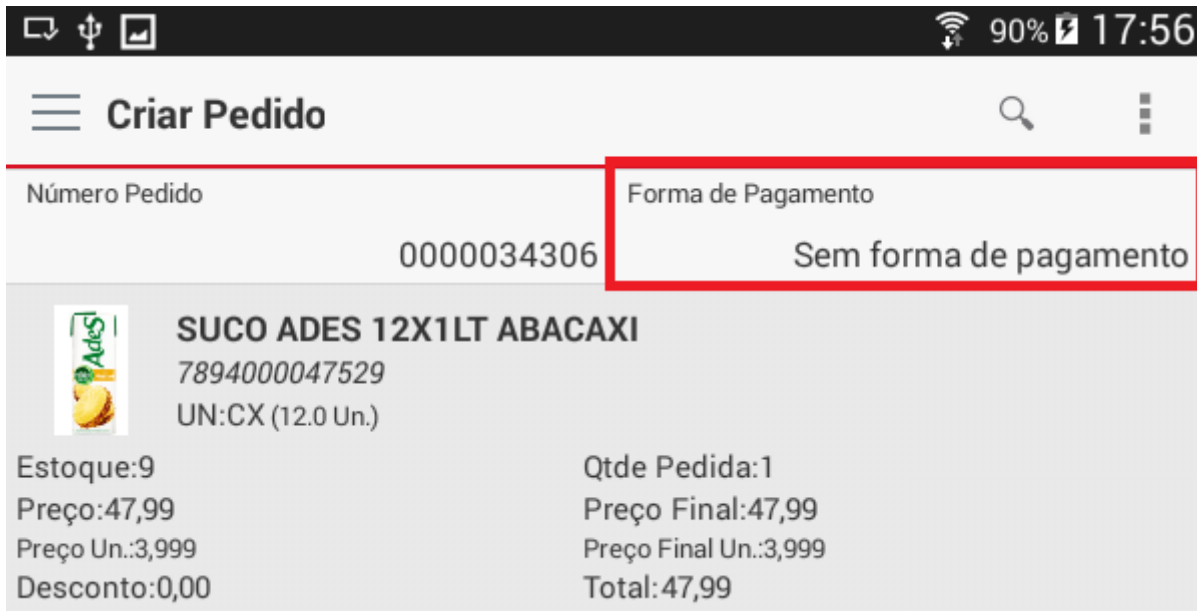 90% 17:56
Criar Pedido
Número Pedido
Forma de Pagamento
0000034306
Sem forma de pagamento
AdeS
SUCO ADES 12X1LT ABACAXI
7894000047529
UN:CX (12.0 Un.)
Estoque:9
Qtde Pedida:1
Preço:47,99
Preço Final:47,99
Preço Un.:3,999
Preço Final Un.:3,999
Desconto:0,00
Total:47,99